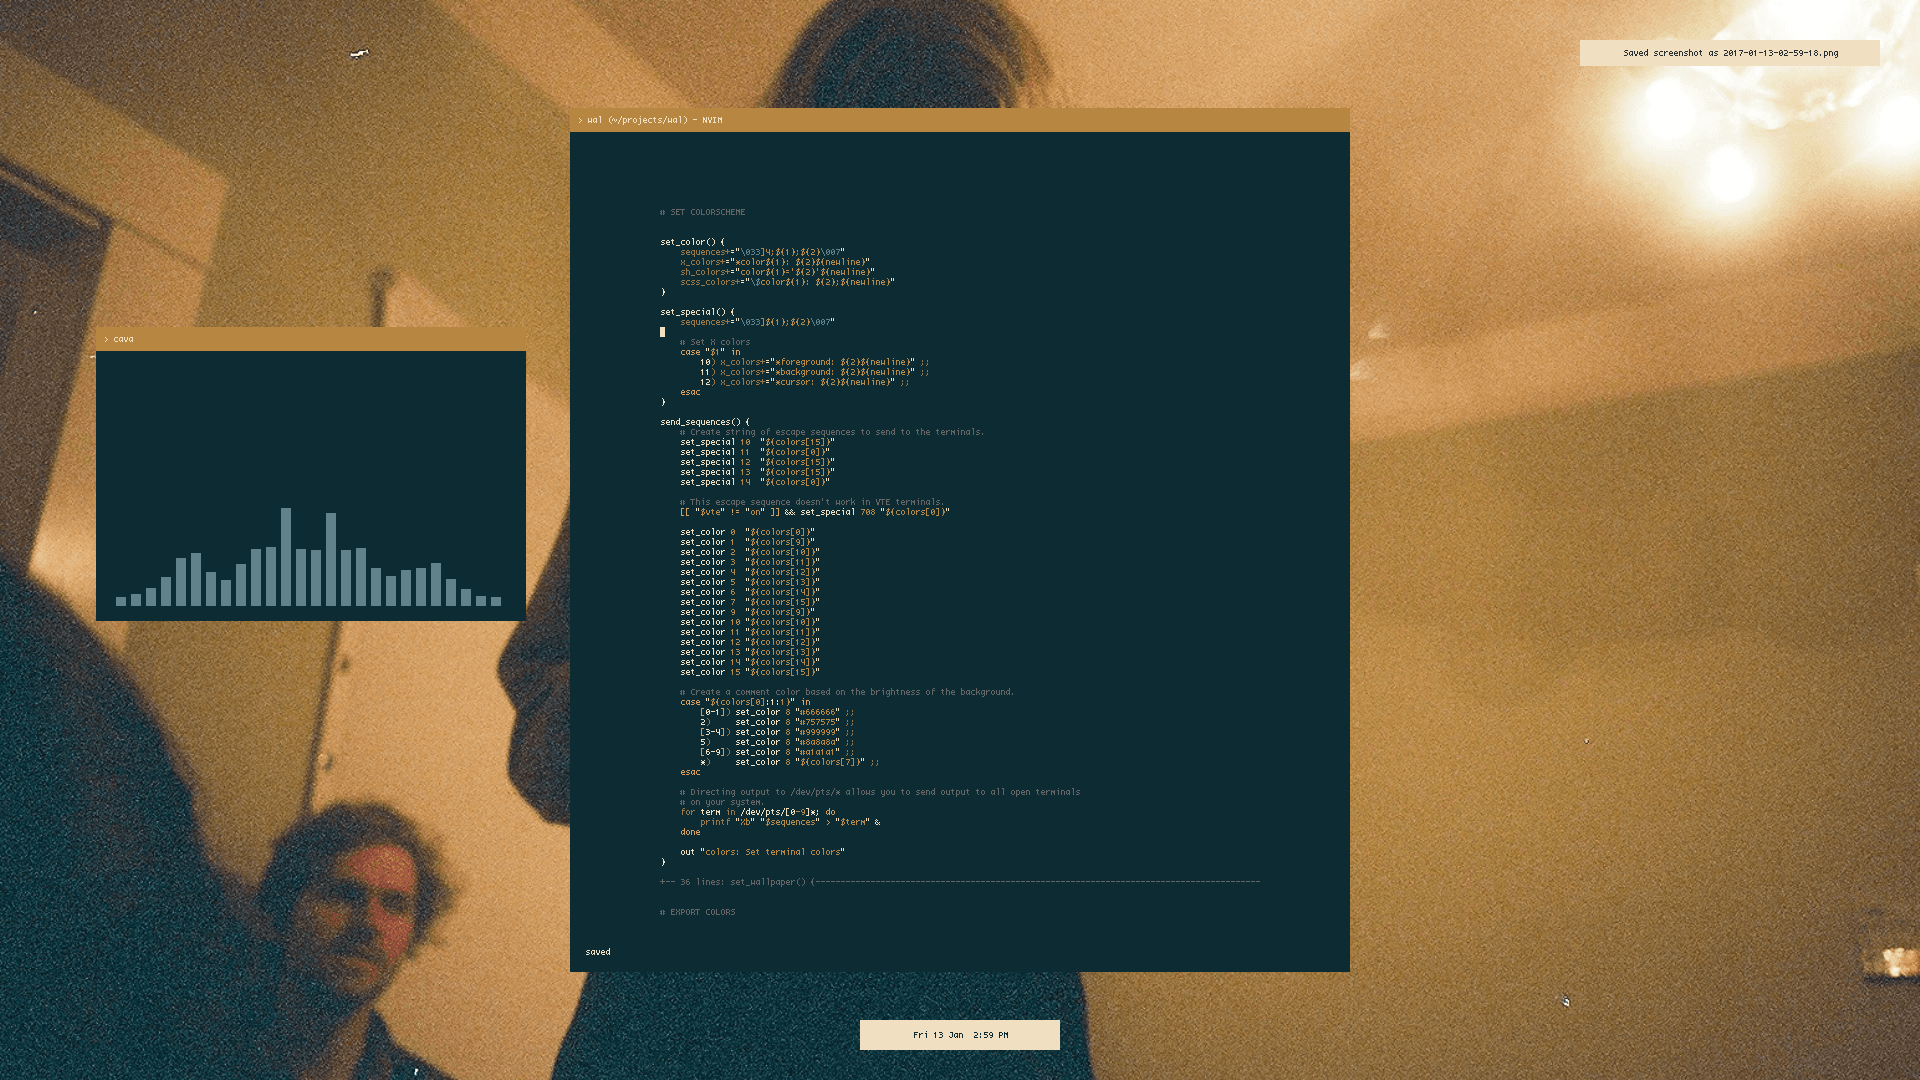 Saved screenshot as 2017-01-13-02-59-18.png
> wal (~/projects/wal) - NVIM
# SET COLORSCHEME
set_color() {
    sequences+="\033]4;${1};${2}\007"
    x_colors+="*color${1}: ${2}${newline}"
    sh_colors+="color${1}='${2}'${newline}"
    scss_colors+="\$color${1}: ${2};${newline}"
}
set_special() {
    sequences+="\033]${1};${2}\007"
    # Set X colors
    case "$1" in
        10) x_colors+="*foreground: ${2}${newline}" ;;
        11) x_colors+="*background: ${2}${newline}" ;;
        12) x_colors+="*cursor: ${2}${newline}" ;;
    esac
}
send_sequences() {
    # Create string of escape sequences to send to the terminals.
    set_special 10  "${colors[15]}"
    set_special 11  "${colors[0]}"
    set_special 12  "${colors[15]}"
    set_special 13  "${colors[15]}"
    set_special 14  "${colors[0]}"
    # This escape sequence doesn't work in VTE terminals.
    [[ "$vte" != "on" ]] && set_special 708 "${colors[0]}"
    set_color 0  "${colors[0]}"
    set_color 1  "${colors[9]}"
    set_color 2  "${colors[10]}"
    set_color 3  "${colors[11]}"
    set_color 4  "${colors[12]}"
    set_color 5  "${colors[13]}"
    set_color 6  "${colors[14]}"
    set_color 7  "${colors[15]}"
    set_color 9  "${colors[9]}"
    set_color 10 "${colors[10]}"
    set_color 11 "${colors[11]}"
    set_color 12 "${colors[12]}"
    set_color 13 "${colors[13]}"
    set_color 14 "${colors[14]}"
    set_color 15 "${colors[15]}"
    # Create a comment color based on the brightness of the background.
    case "${colors[0]:1:1}" in
        [0-1]) set_color 8 "#666666" ;;
        2)     set_color 8 "#757575" ;;
        [3-4]) set_color 8 "#999999" ;;
        5)     set_color 8 "#8a8a8a" ;;
        [6-9]) set_color 8 "#a1a1a1" ;;
        *)     set_color 8 "${colors[7]}" ;;
    esac
    # Directing output to /dev/pts/* allows you to send output to all open terminals
    # on your system.
    for term in /dev/pts/[0-9]*; do
        printf "%b" "$sequences" > "$term" &
    done
    out "colors: Set terminal colors"
}
+-- 36 lines: set_wallpaper() {-----------------------------------------------------------------------------------------
# EXPORT COLORS
saved
> cava
Fri 13 Jan  2:59 PM